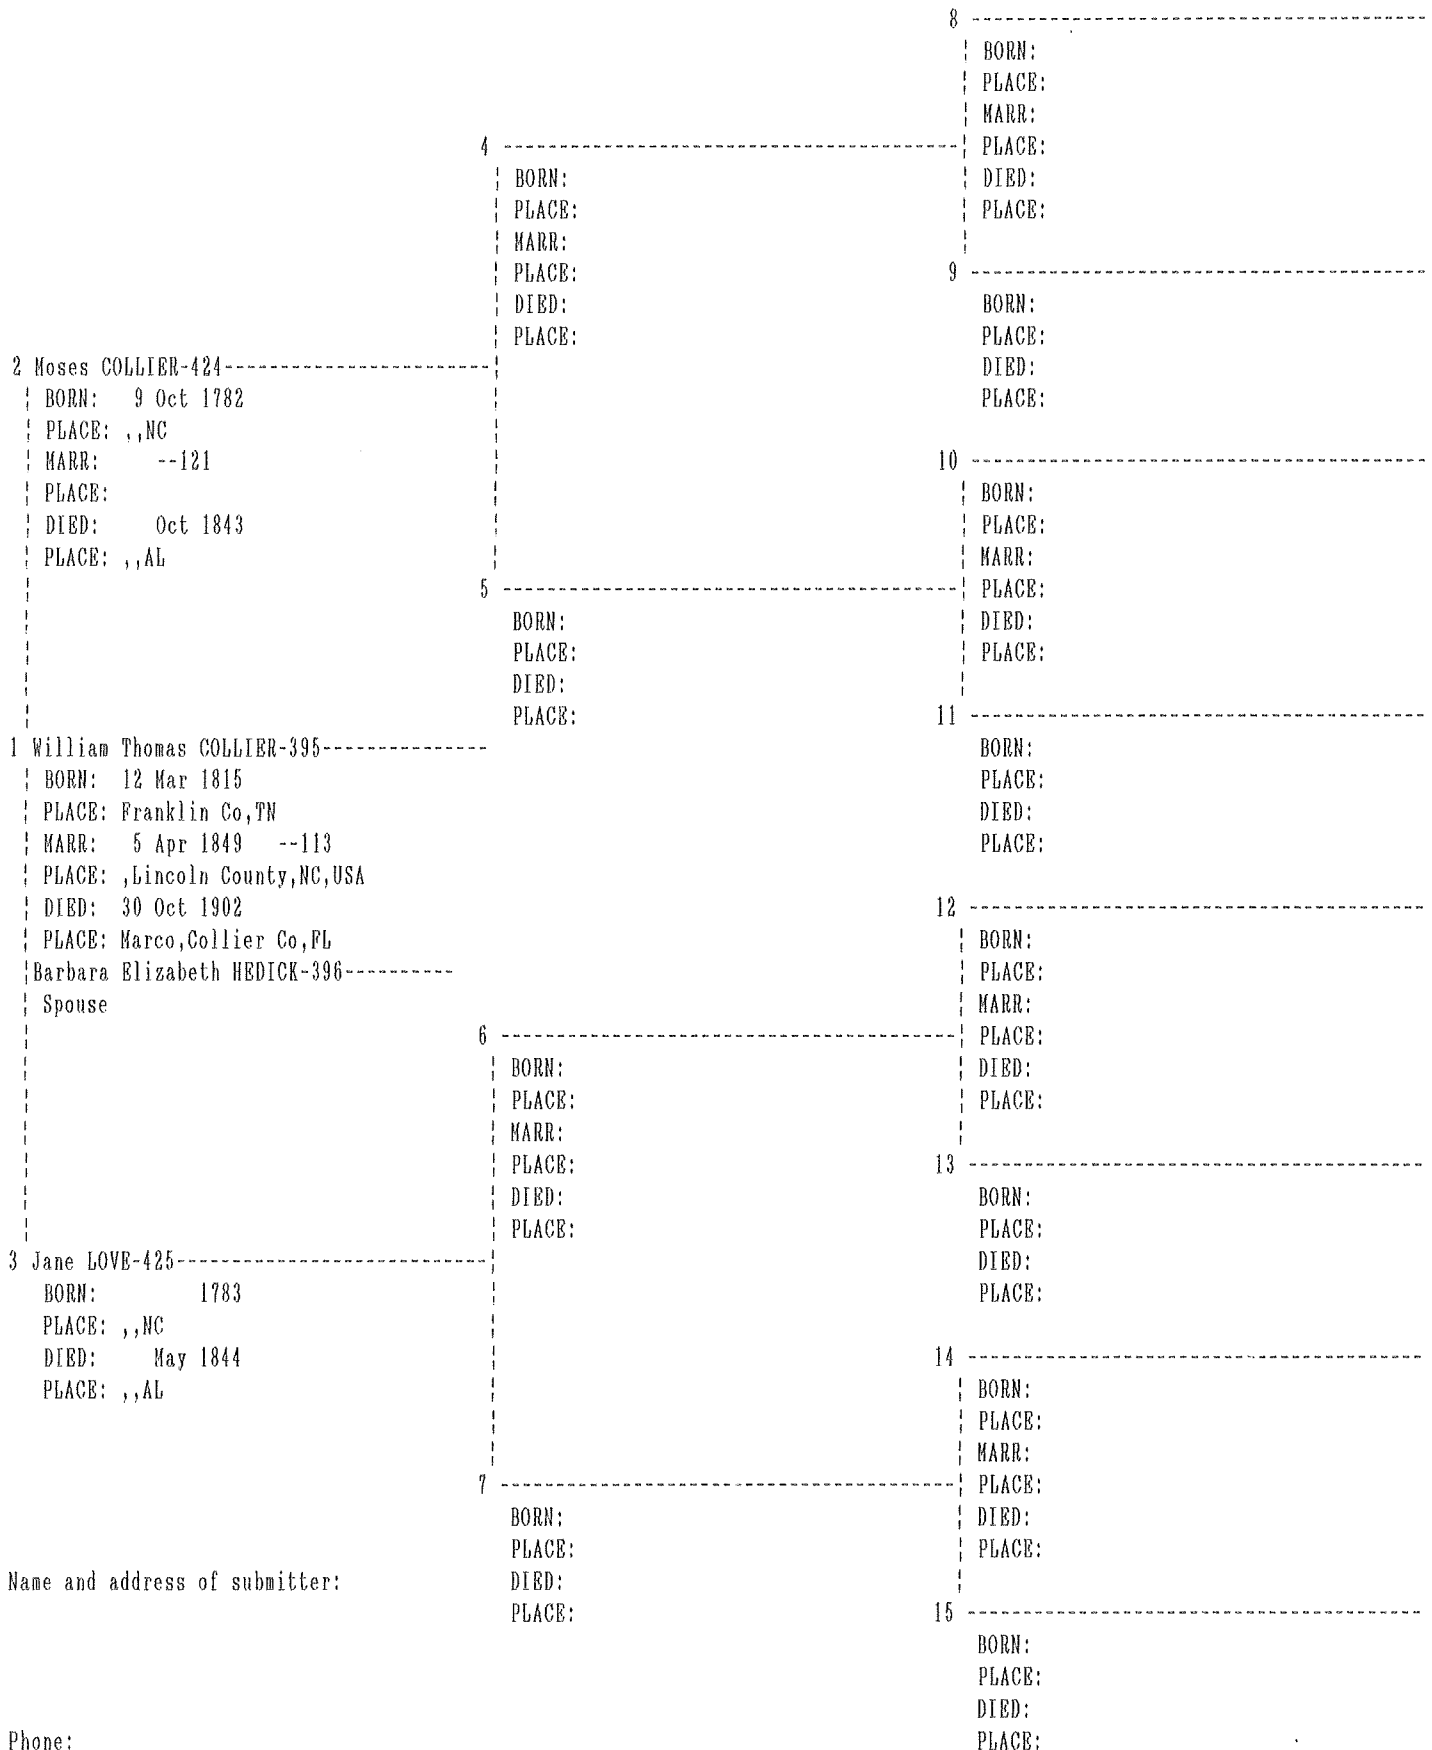 8 ----------------------------------------
BORN:
PLACE:
MARR:
4 ---------------------------------------- PLACE:
BORN: DIED:
PLACE: PLACE:
MARR:
PLACE: 9 ----------------------------------------
DIED: BORN:
PLACE: PLACE:
2 Moses COLLIER-424------------------------ DIED:
BORN: 9 Oct 1782 PLACE:
PLACE: ,,NC
MARR: --121 10 ----------------------------------------
PLACE: BORN:
DIED: Oct 1843 PLACE:
PLACE: ,,AL MARR:
5 ---------------------------------------- PLACE:
BORN: DIED:
PLACE: PLACE:
DIED:
PLACE: 11 ----------------------------------------
1 William Thomas COLLIER-395--------------- BORN:
BORN: 12 Mar 1815 PLACE:
PLACE: Franklin Co,TN DIED:
MARR: 5 Apr 1849 --113 PLACE:
PLACE: ,Lincoln County,NC,USA
DIED: 30 Oct 1902 12 ----------------------------------------
PLACE: Marco,Collier Co,FL BORN:
Barbara Elizabeth HEDICK-396---------- PLACE:
Spouse MARR:
6 ---------------------------------------- PLACE:
BORN: DIED:
PLACE: PLACE:
MARR:
PLACE: 13 ----------------------------------------
DIED: BORN:
PLACE: PLACE:
3 Jane LOVE-425---------------------------- DIED:
BORN: 1783 PLACE:
PLACE: ,,NC
DIED: May 1844 14 ----------------------------------------
PLACE: ,,AL BORN:
PLACE:
MARR:
7 ---------------------------------------- PLACE:
BORN: DIED:
PLACE: PLACE:
Name and address of submitter: DIED:
PLACE: 15 ----------------------------------------
BORN:
PLACE:
DIED:
Phone: PLACE: